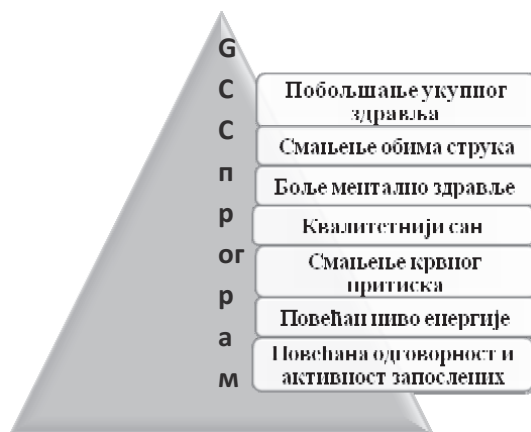 G
C
C
п
р
ог
р
а
м
Побољшање укупног
здравља
Смањење обима струка
Боље ментално здравље
Квалитетнији сан
Смањење крвног
притиска
Повећан ниво енергије
Повећана одговорност и
активност запослених